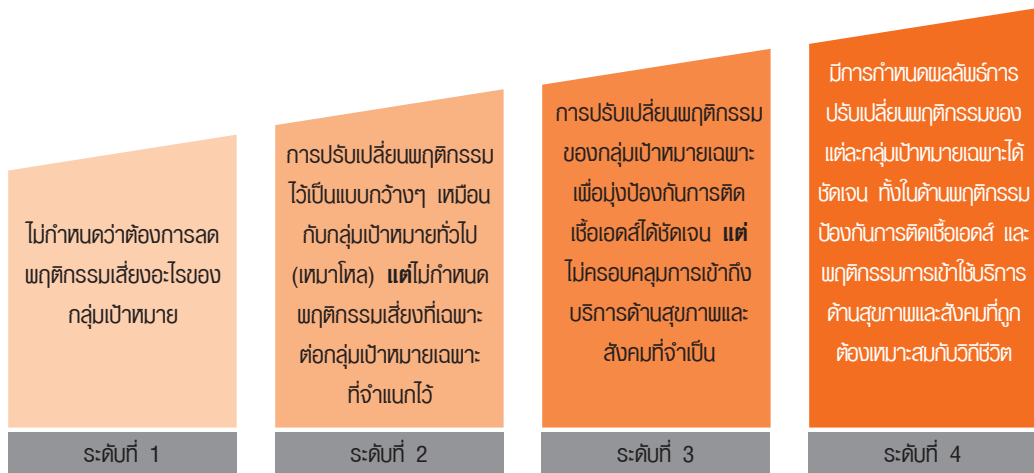 ไม่กำหนดว่าต้องการลด
พฤติกรรมเสี่ยงอะไรของ
กลุ่มเป้าหมาย
ระดับที่ 1
การปรับเปลี่ยนพฤติกรรม
ไว้เป็นแบบกว้างๆ เหมือน
กับกลุ่มเป้าหมายทั่วไป
(เหมาโหล) แต่ไม่กำหนด
พฤติกรรมเสี่ยงที่เฉพาะ
ต่อกลุ่มเป้าหมายเฉพาะ
ที่จำแนกไว้
ระดับที่ 2
การปรับเปลี่ยนพฤติกรรม
ของกลุ่มเป้าหมายเฉพาะ
เพื่อมุ่งป้องกันการติด
เชื้อเอดส์ได้ชัดเจน แต่
ไม่ครอบคลุมการเข้าถึง
บริการด้านสุขภาพและ
สังคมที่จำเป็น
ระดับที่ 3
มีการกำหนดผลลัพธ์การ
ปรับเปลี่ยนพฤติกรรมของ
แต่ละกลุ่มเป้าหมายเฉพาะได้
ชัดเจน ทั้งในด้านพฤติกรรม
ป้องกันการติดเชื้อเอดส์ และ
พฤติกรรมการเข้าใช้บริการ
ด้านสุขภาพและสังคมที่ถูก
ต้องเหมาะสมกับวิถีชีวิต
ระดับที่ 4